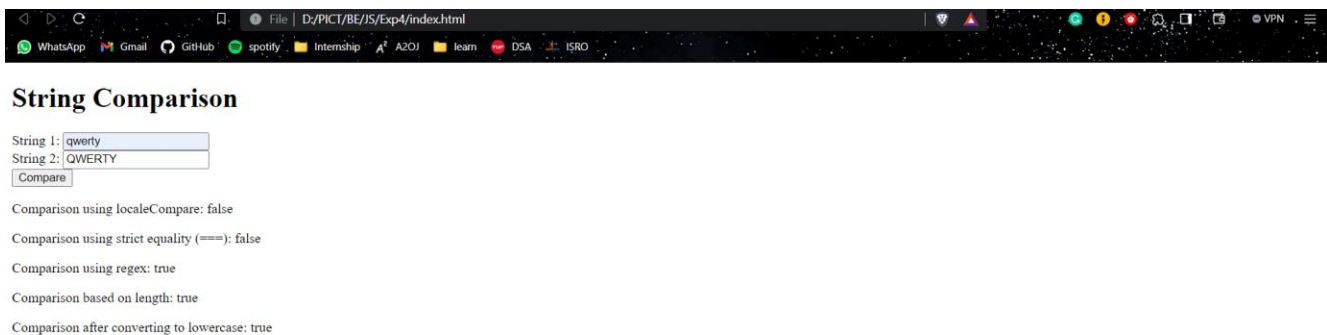 File | D:/PICT/BE/JS/Exp4/index.html VPN
WhatsApp Gmail GitHub spotify Internship A2OJ learn DSA ISRO
String Comparison
String 1: qwerty
String 2: QWERTY
Compare
Comparison using localeCompare: false
Comparison using strict equality (===): false
Comparison using regex: true
Comparison based on length: true
Comparison after converting to lowercase: true